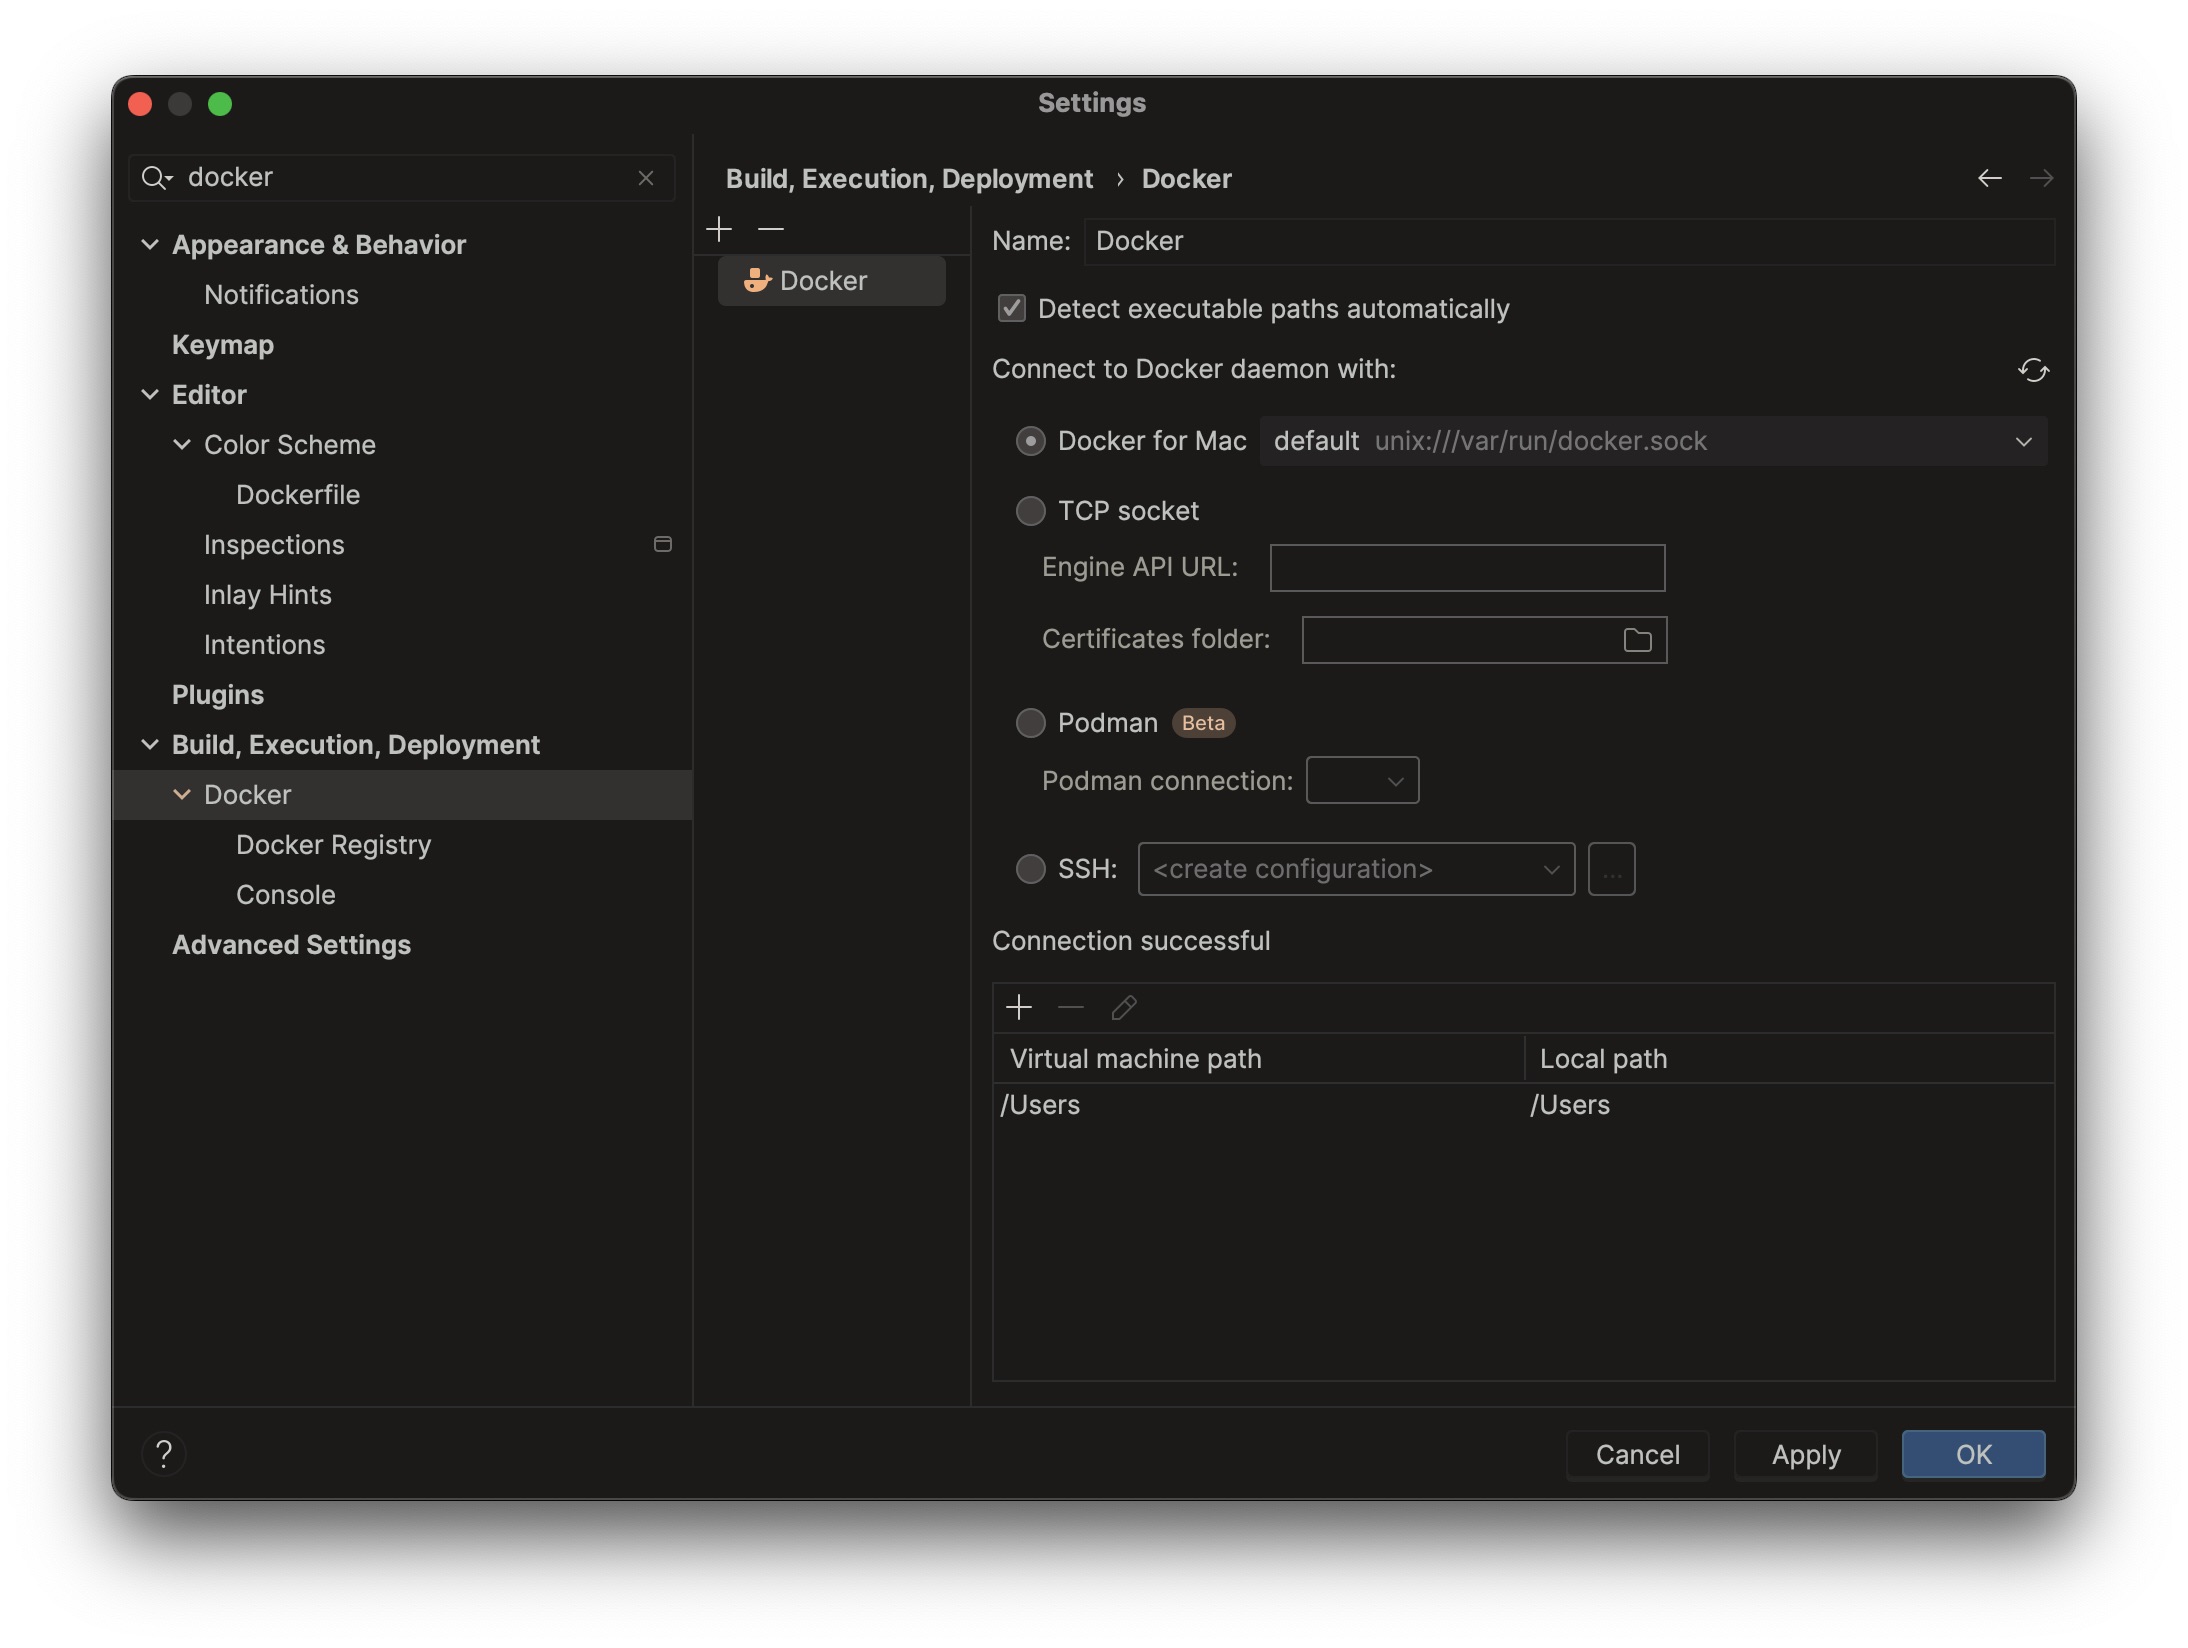 Settings
docker
Appearance & Behavior
Notifications
Keymap
Editor
Color Scheme
Dockerfile
Inspections
Inlay Hints
Intentions
Plugins
Build, Execution, Deployment
Docker
Docker Registry
Console
Advanced Settings
Build, Execution, Deployment › Docker
Docker
Name: Docker
Detect executable paths automatically
Connect to Docker daemon with:
Docker for Mac default unix:///var/run/docker.sock
TCP socket
Engine API URL:
Certificates folder:
Podman Beta
Podman connection:
SSH: <create configuration> ...
Connection successful
Virtual machine path Local path
/Users /Users
? Cancel Apply OK